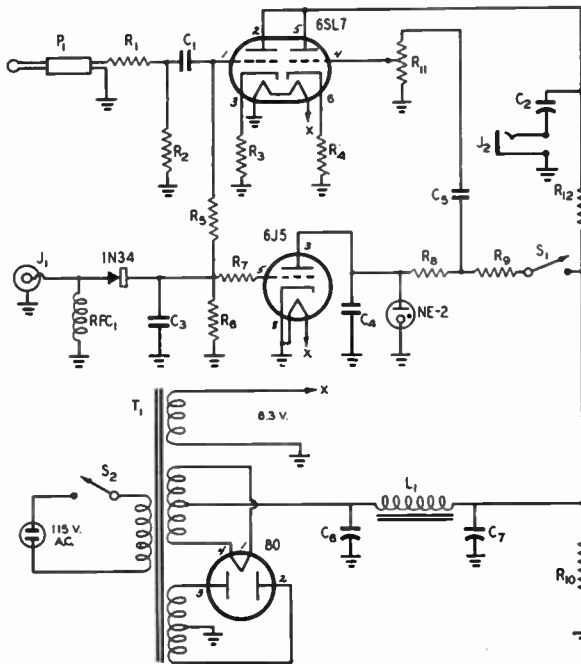 2 5 6SL7
P1 R1 C1 1 4 R11
C2
3 6 J2
R2 R3 X R4
R12
C5
R5 6J5
3
J1 1N34 R7 5 R8 R9 S1
RFC1 C3 R6 8 C4 NE-2
X
T1 X
6.3 V.
S2 L1
115 V.
A.C.
C6 C7
4 1 80
3 2
R10